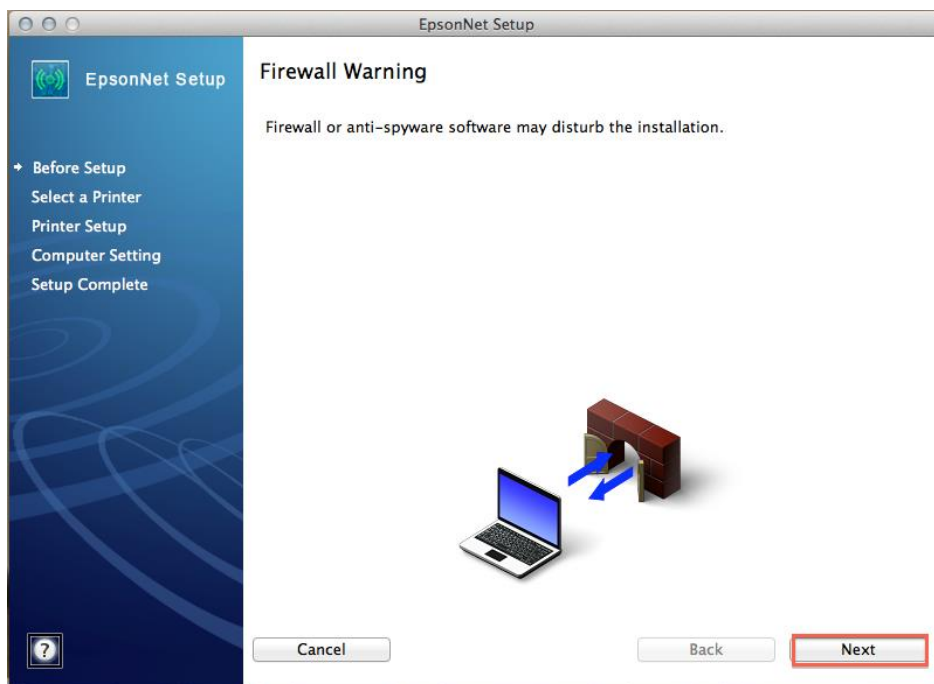 EpsonNet Setup
EpsonNet Setup
Firewall Warning
Firewall or anti-spyware software may disturb the installation.
Before Setup
Select a Printer
Printer Setup
Computer Setting
Setup Complete
?
Cancel
Back
Next